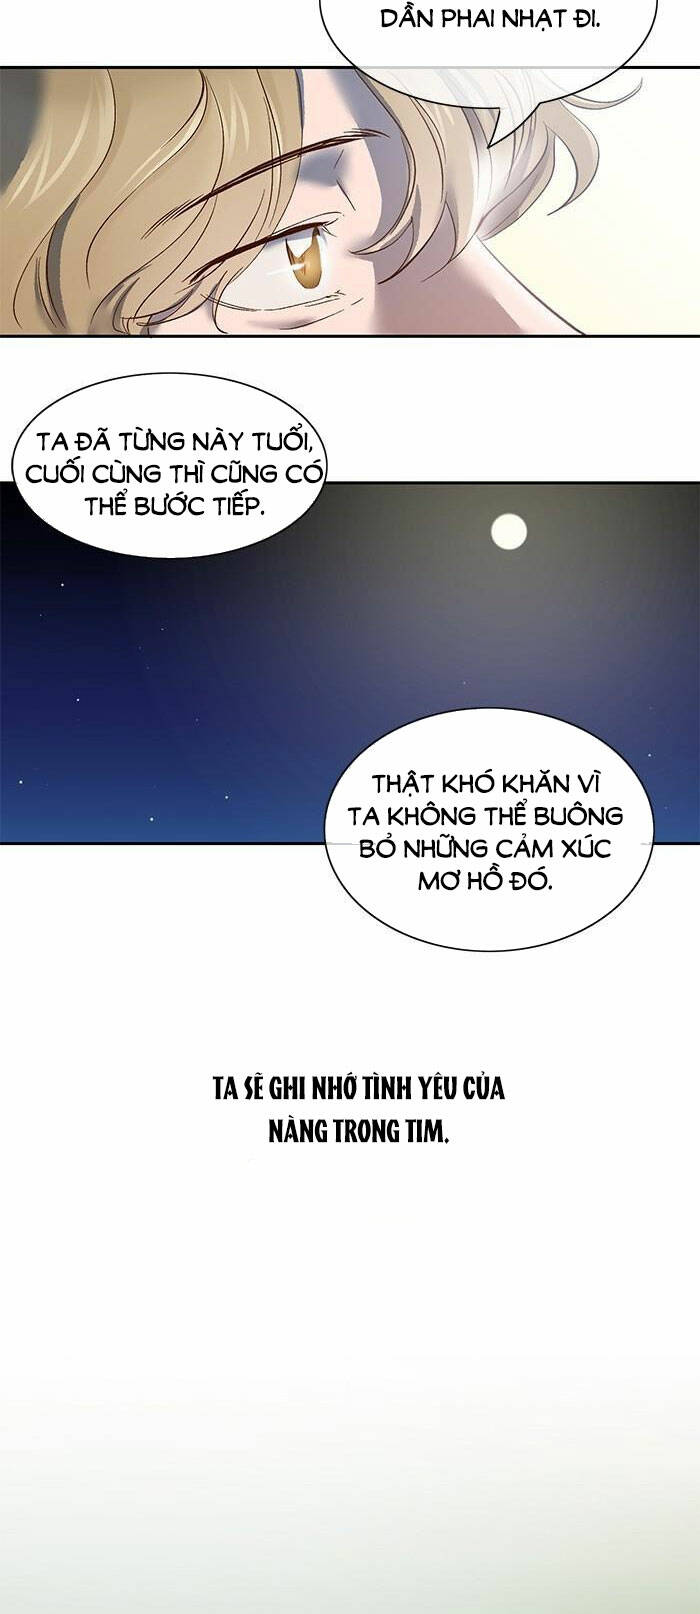 DẦN PHAI NHẠT ĐI.
TA ĐÃ TỪNG NÀY TUỔI,
CUỐI CÙNG THÌ CŨNG CÓ
THỂ BƯỚC TIẾP.
THẬT KHÓ KHĂN VÌ
TA KHÔNG THỂ BUÔNG
BỎ NHỮNG CẢM XÚC
MƠ HỒ ĐÓ.
TA SẼ GHI NHỚ TÌNH YÊU CỦA
NÀNG TRONG TIM.